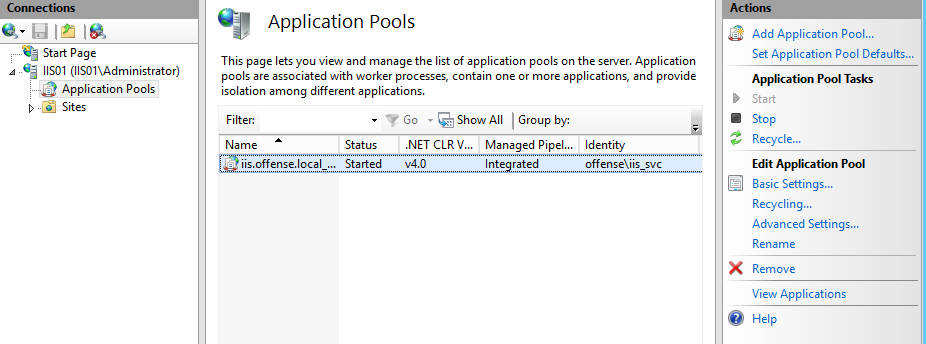 Connections
Start Page
IIS01 (IIS01\Administrator)
Application Pools
Sites
Application Pools
This page lets you view and manage the list of application pools on the server. Application
pools are associated with worker processes, contain one or more applications, and provide
isolation among different applications.
Filter: Go Show All Group by:
Name Status .NET CLR V... Managed Pipel... Identity
iis.offense.local_... Started v4.0 Integrated offense\iis_svc
Actions
Add Application Pool...
Set Application Pool Defaults...
Application Pool Tasks
Start
Stop
Recycle...
Edit Application Pool
Basic Settings...
Recycling...
Advanced Settings...
Rename
Remove
View Applications
Help